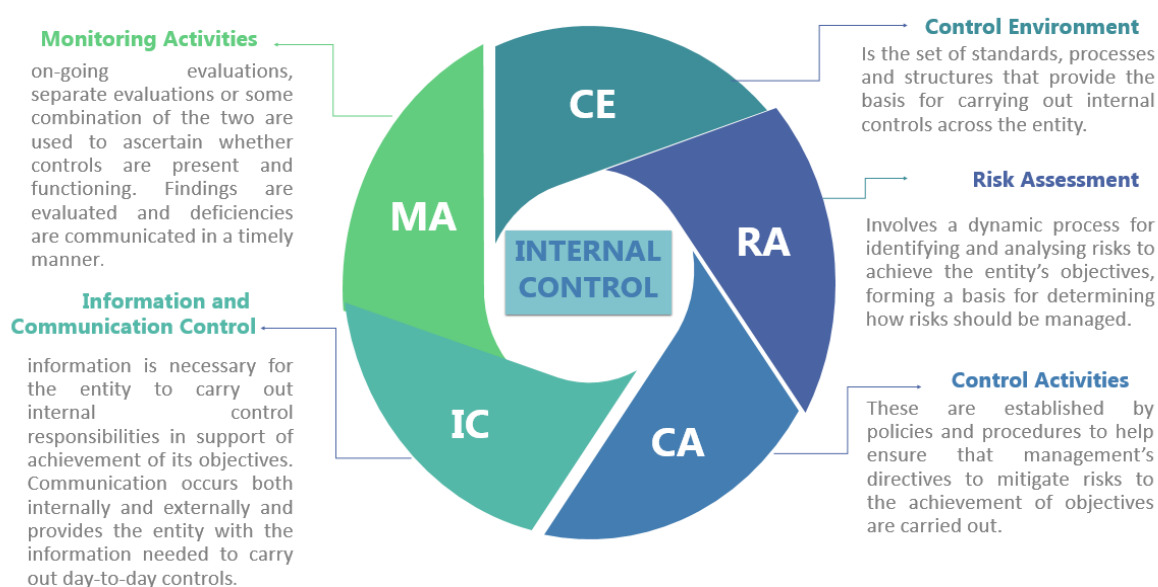 Monitoring Activities
on-going evaluations,
separate evaluations or some
combination of the two are
used to ascertain whether
controls are present and
functioning. Findings are
evaluated and deficiencies
are communicated in a timely
manner.
Information and
Communication Control
information is necessary for
the entity to carry out
internal control
responsibilities in support of
achievement of its objectives.
Communication occurs both
internally and externally and
provides the entity with the
information needed to carry
out day-to-day controls.
CE
RA
CA
IC
MA
INTERNAL
CONTROL
Control Environment
Is the set of standards, processes
and structures that provide the
basis for carrying out internal
controls across the entity.
Risk Assessment
Involves a dynamic process for
identifying and analysing risks to
achieve the entity's objectives,
forming a basis for determining
how risks should be managed.
Control Activities
These are established by
policies and procedures to help
ensure that management's
directives to mitigate risks to
the achievement of objectives
are carried out.